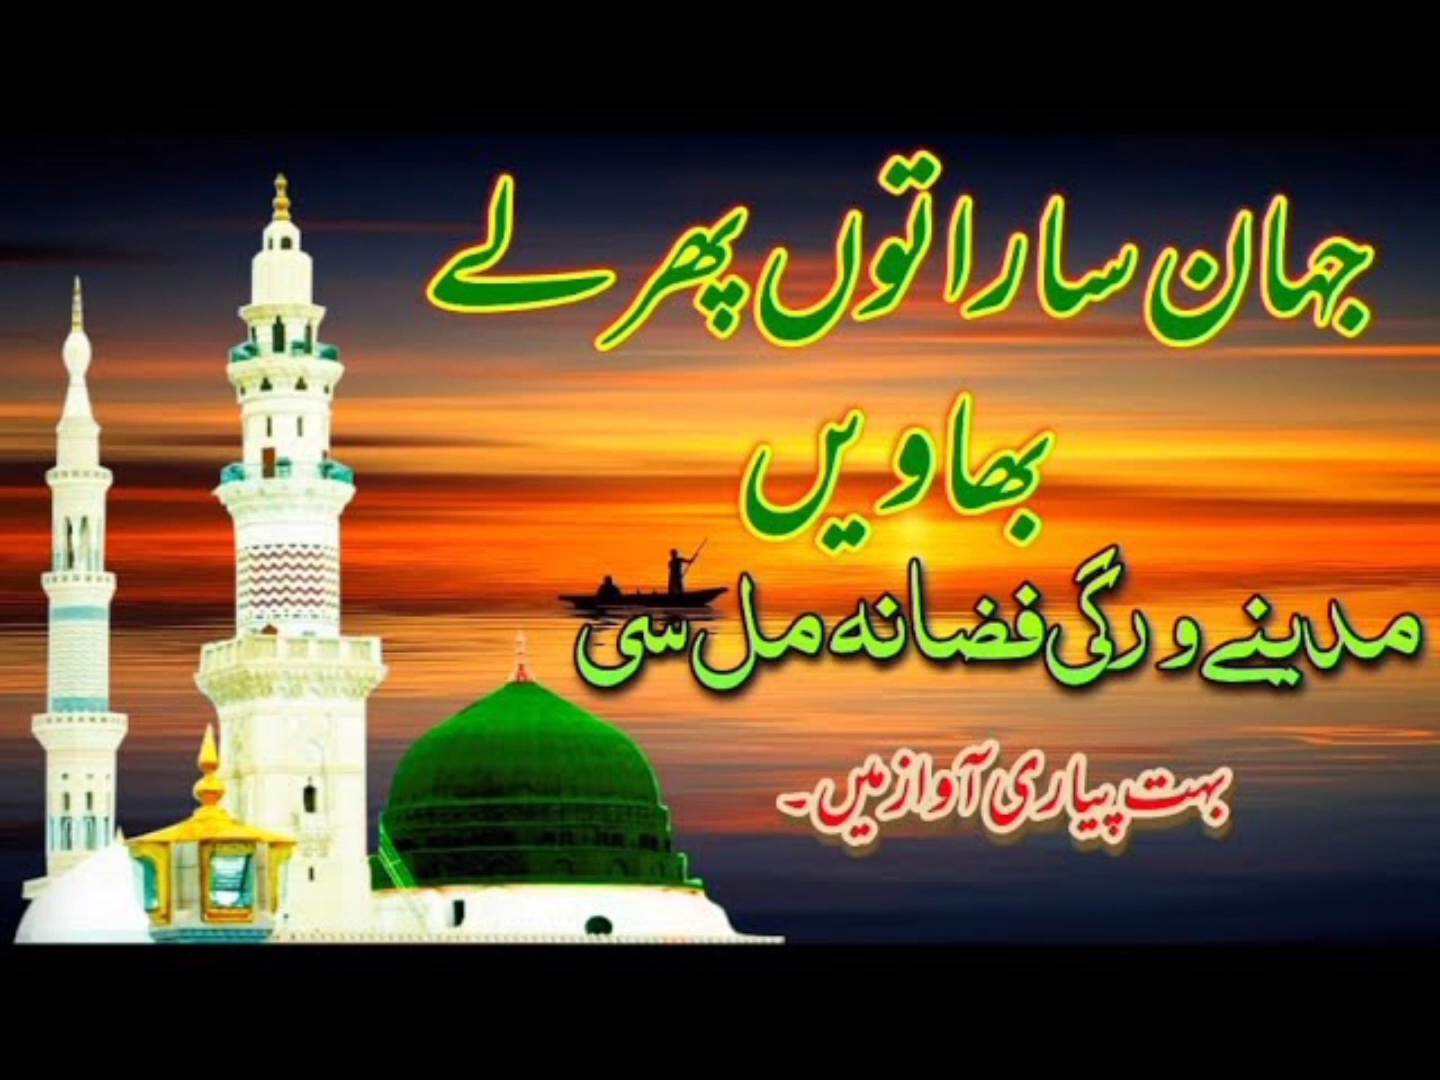 جہان سارا توں پھر لے
بھاویں
مدینے ورگی فضا نہ مل سی
بہت پیاری آواز میں۔